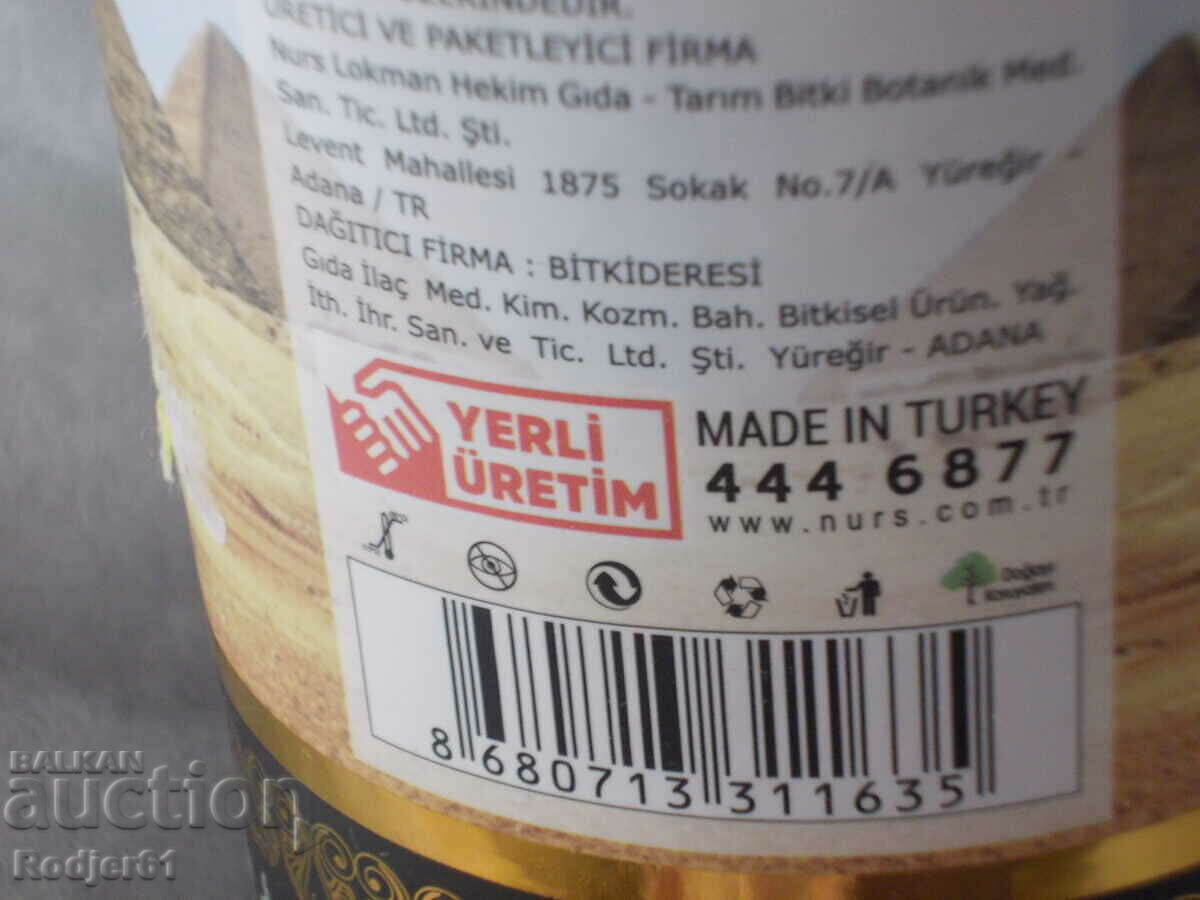 ÜRETİCİ VE PAKETLEYİCİ FİRMA
Nurs Lokman Hekim Gıda - Tarım Bitki Botanik Med.
San. Tic. Ltd. Şti.
Levent Mahallesi 1875 Sokak No.7/A Yüreğir -
Adana / TR
DAĞITICI FİRMA : BİTKİDERESİ
Gıda İlaç Med. Kim. Kozm. Bah. Bitkisel Ürün. Yağ.
İth. İhr. San. ve Tic. Ltd. Şti. Yüreğir - ADANA
YERLİ
ÜRETİM
MADE IN TURKEY
444 6877
www.nurs.com.tr
Doğayı
Koruyalım
8 680713 311635
BALKAN
auction
Rodjer61